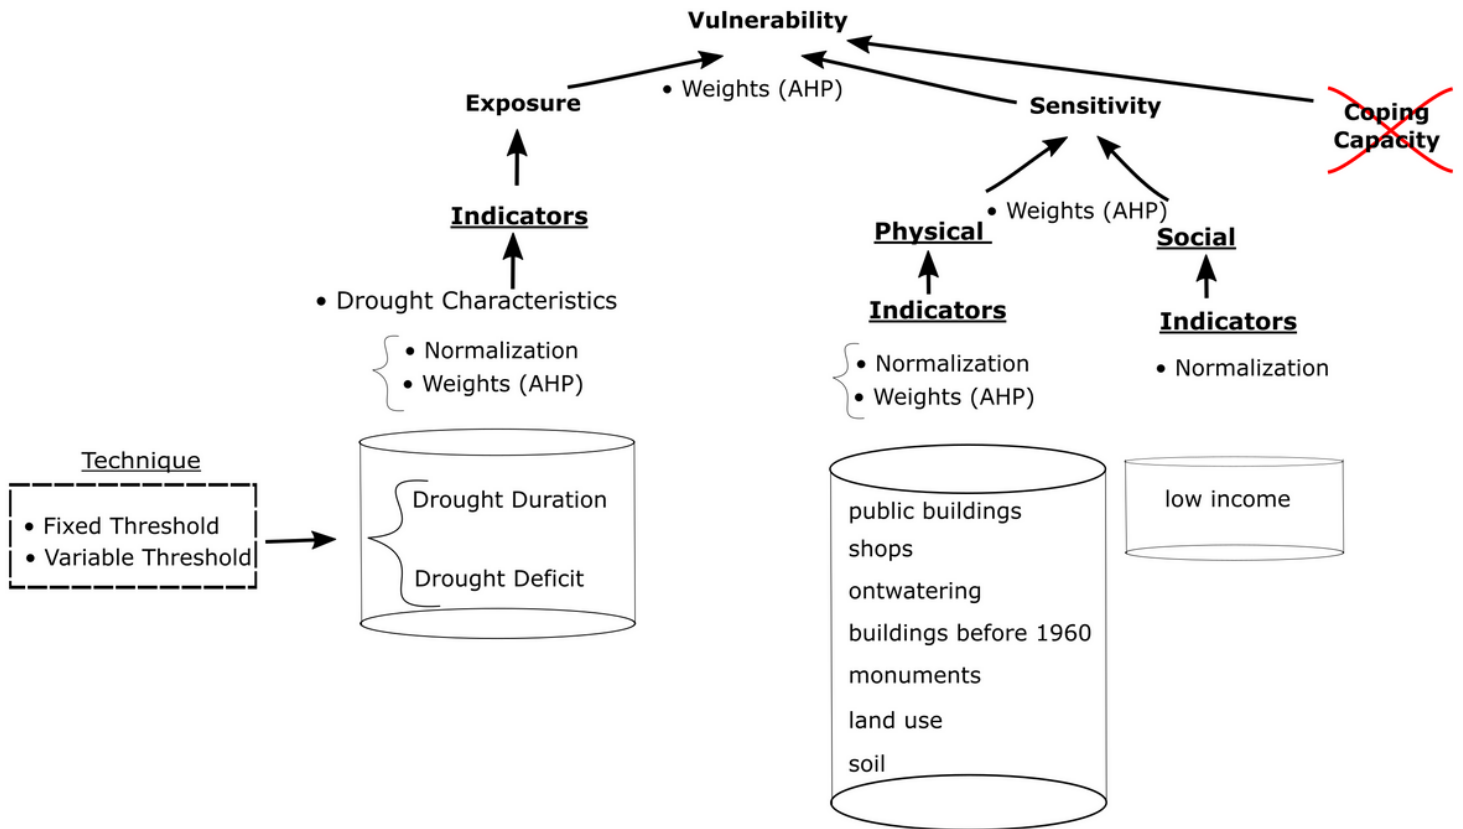 Vulnerability
• Weights (AHP)
Exposure
Sensitivity
Coping
Capacity
Indicators
• Drought Characteristics
• Normalization
• Weights (AHP)
Technique
• Fixed Threshold
• Variable Threshold
Drought Duration
Drought Deficit
• Weights (AHP)
Physical
Social
Indicators
• Normalization
• Weights (AHP)
Indicators
• Normalization
public buildings
shops
ontwatering
buildings before 1960
monuments
land use
soil
low income